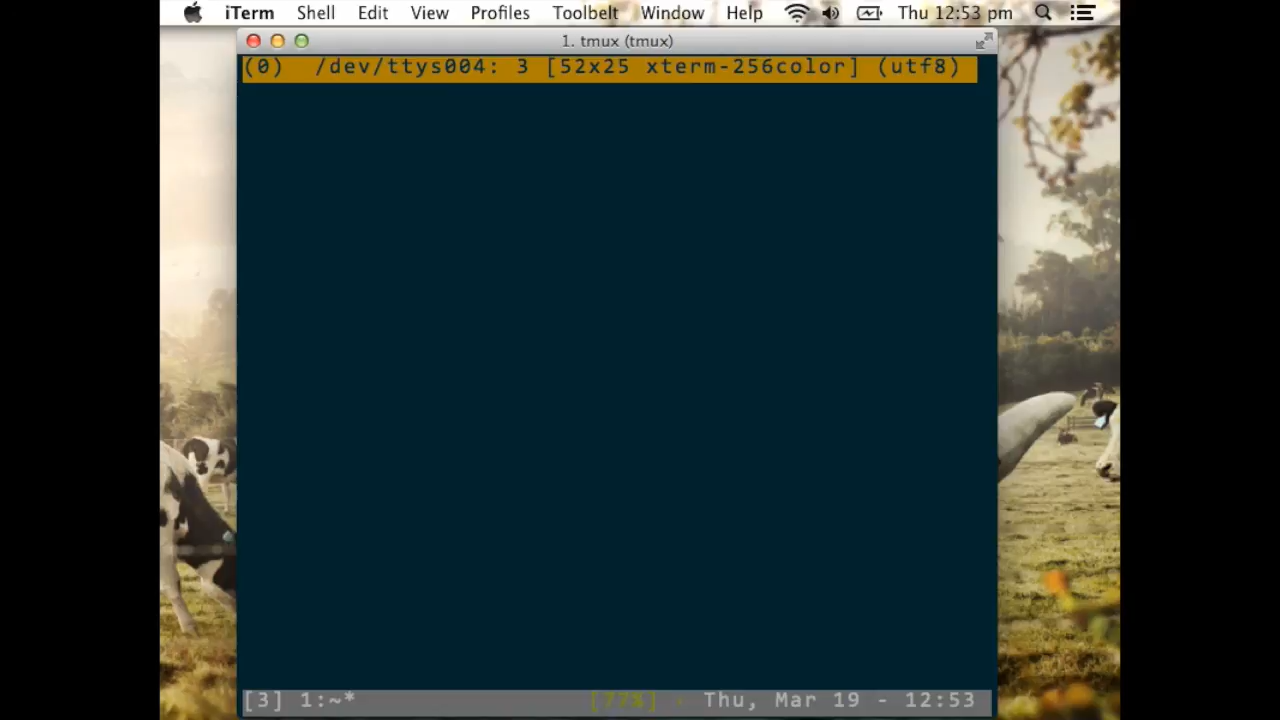 iTerm Shell Edit View Profiles Toolbelt Window Help Thu 12:53 pm
1. tmux (tmux)
(0) /dev/ttys004: 3 [52x25 xterm-256color] (utf8)
[3] 1:~* [77%] · Thu, Mar 19 - 12:53